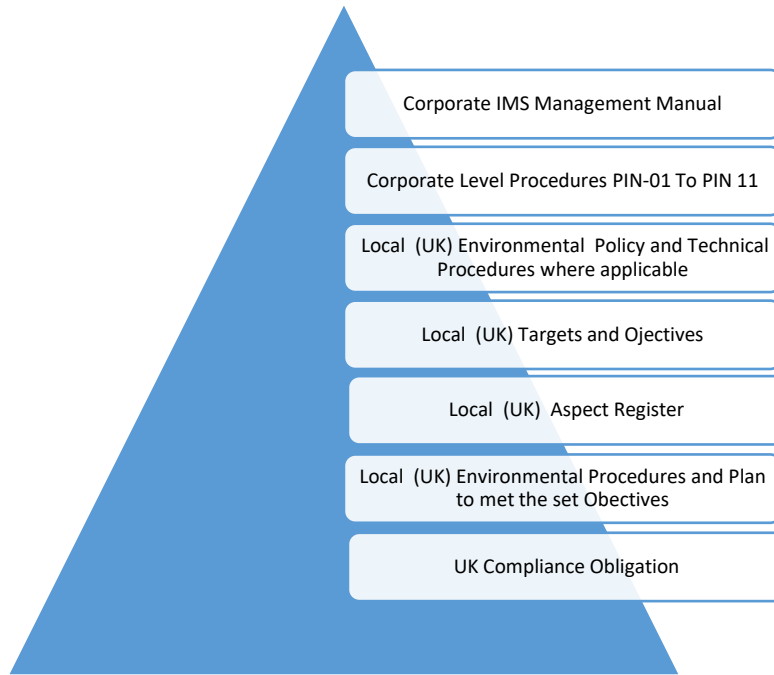 Corporate IMS Management Manual
Corporate Level Procedures PIN-01 To PIN 11
Local (UK) Environmental Policy and Technical
Procedures where applicable
Local (UK) Targets and Ojectives
Local (UK) Aspect Register
Local (UK) Environmental Procedures and Plan
to met the set Obectives
UK Compliance Obligation